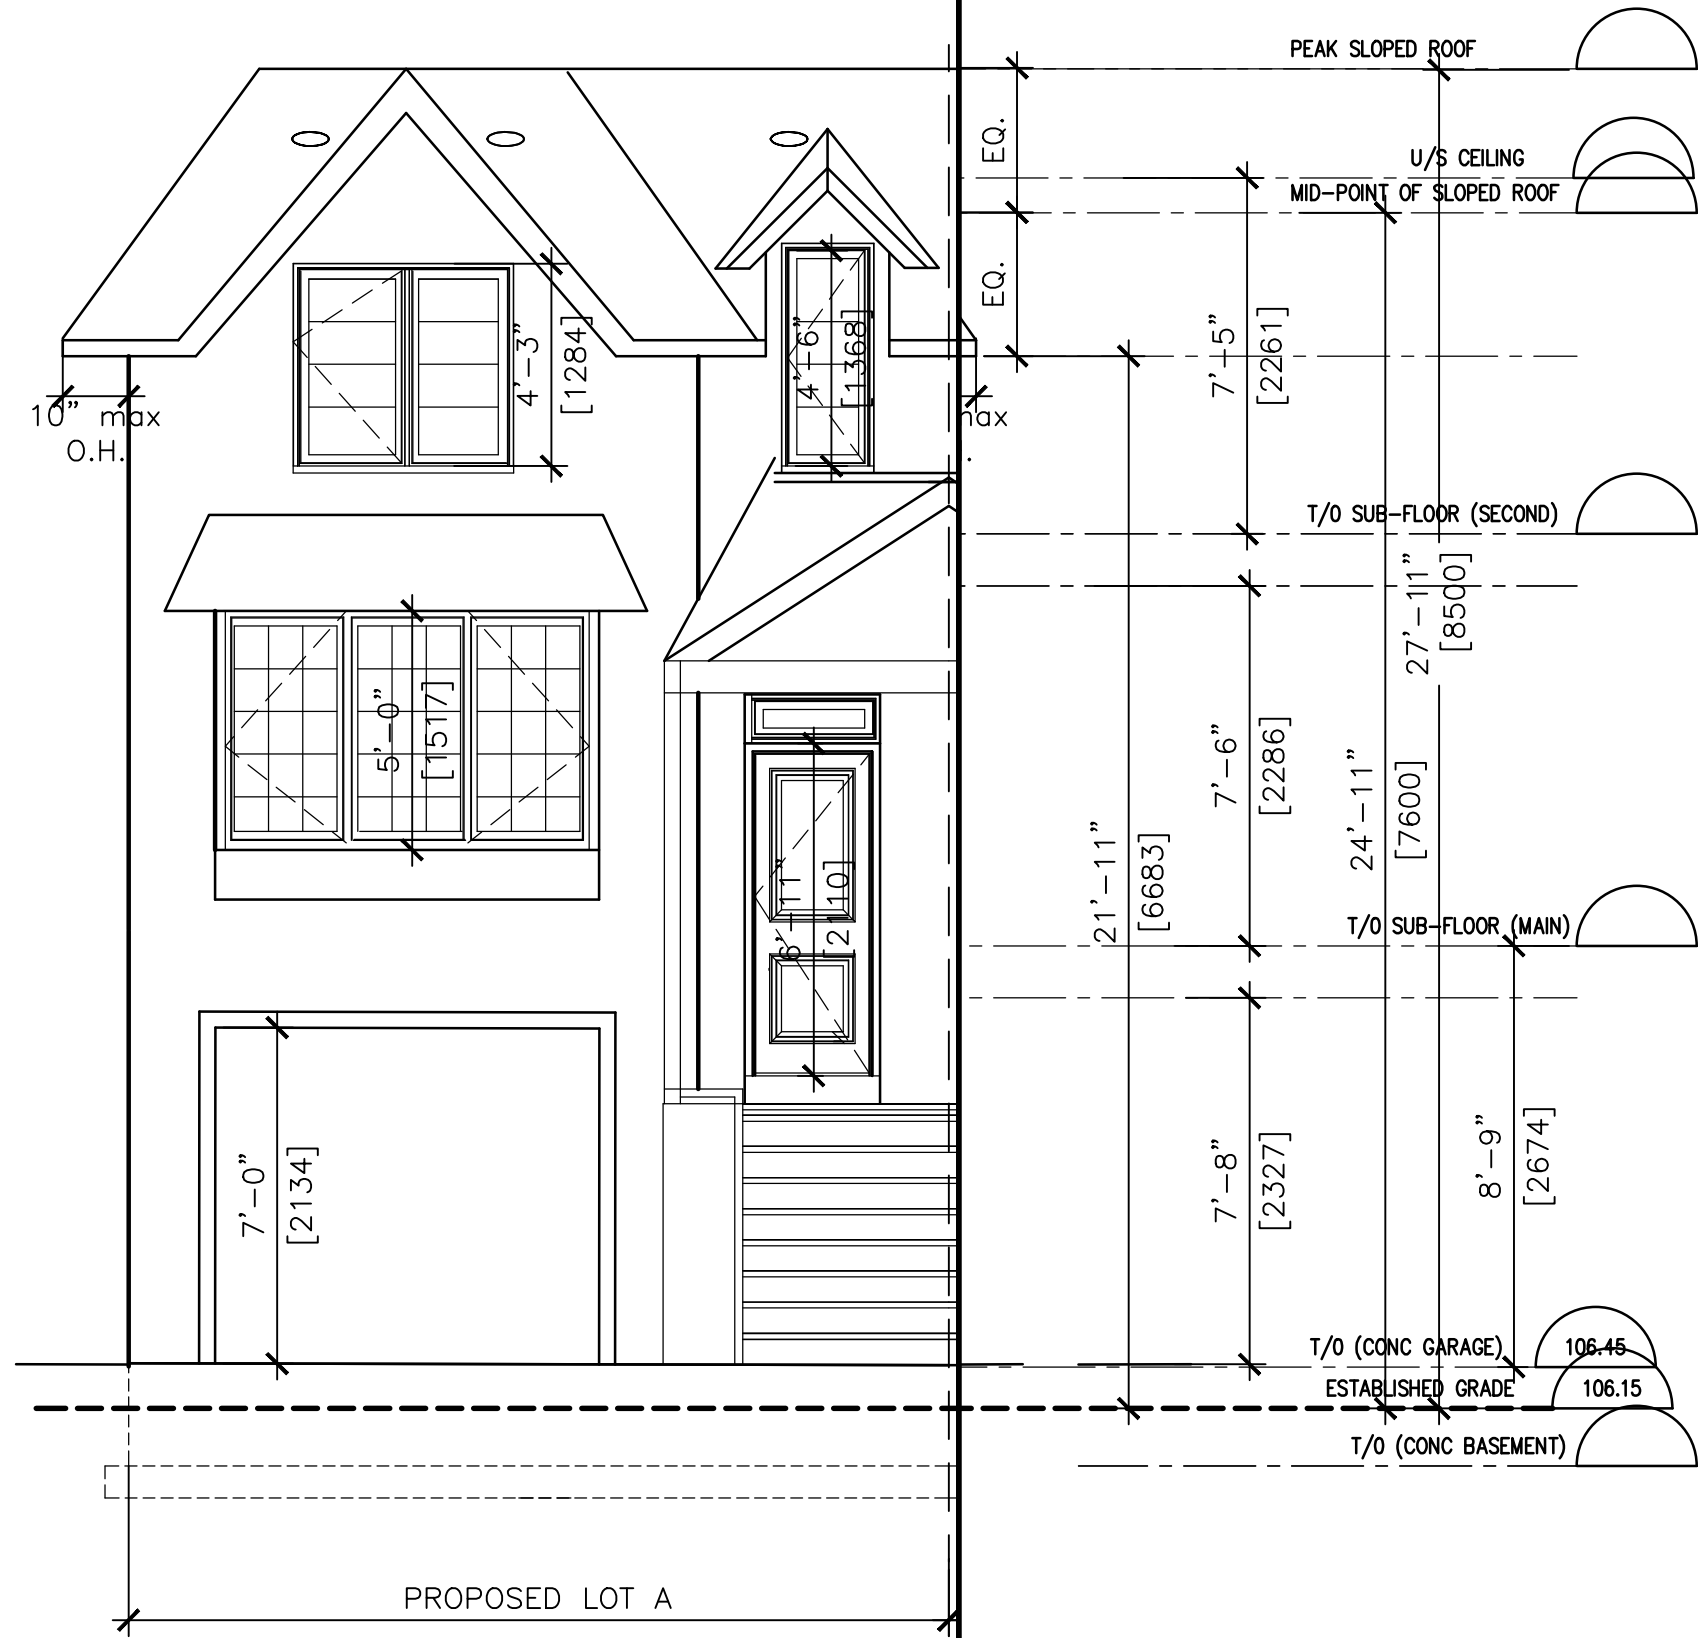 PEAK SLOPED ROOF
EQ.
U/S CEILING
MID-POINT OF SLOPED ROOF
EQ.
4'-3"
[1284]
4'-6"
[1368]
7'-5"
[2261]
10" max
O.H.
max
T/O SUB-FLOOR (SECOND)
27'-11"
[8500]
5'-0"
[1517]
7'-6"
[2286]
24'-11"
[7600]
21'-11"
[6683]
6'-11"
[2110]
T/O SUB-FLOOR (MAIN)
7'-0"
[2134]
7'-8"
[2327]
8'-9"
[2674]
T/O (CONC GARAGE) 106.45
ESTABLISHED GRADE 106.15
T/O (CONC BASEMENT)
PROPOSED LOT A